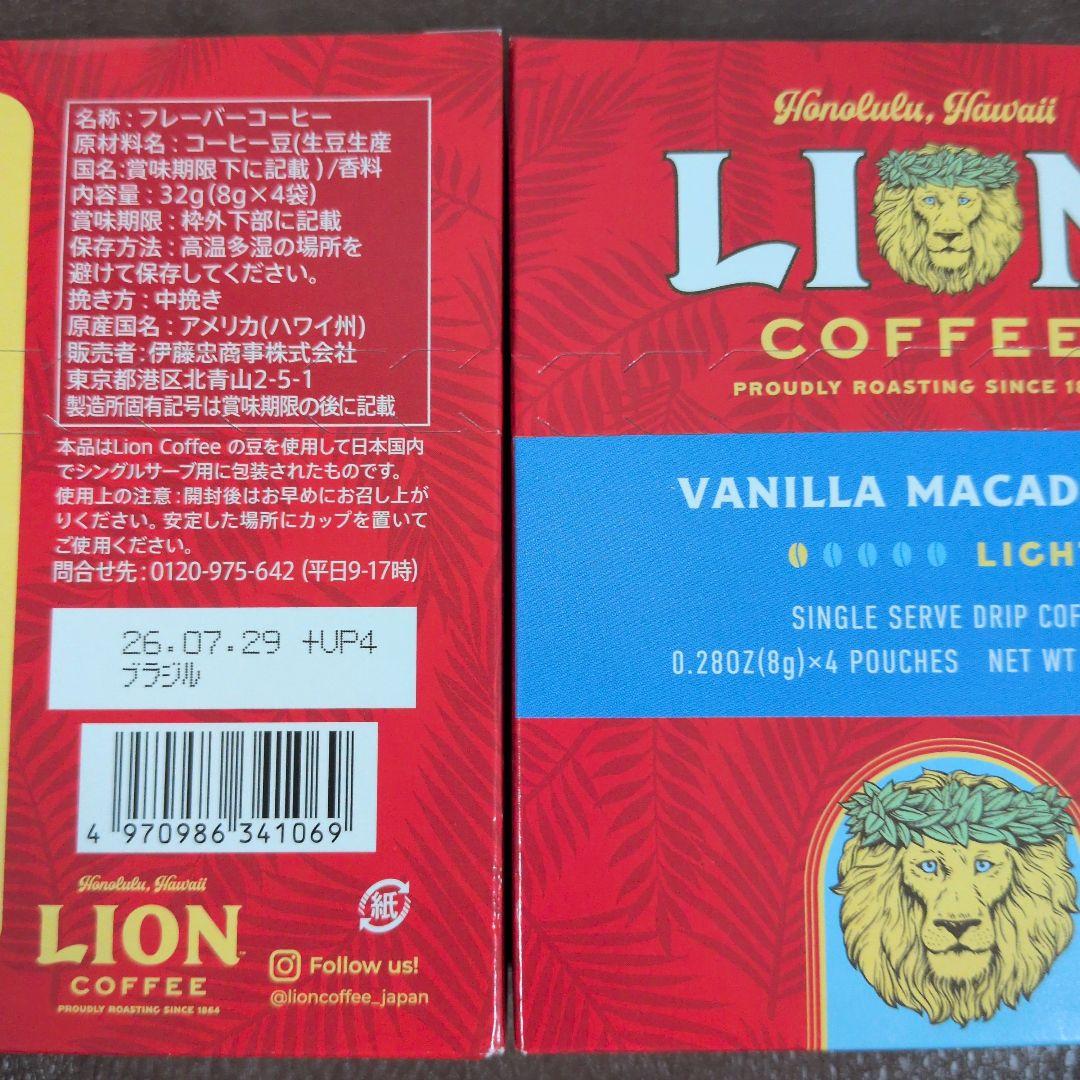 名称:フレーバーコーヒー
原材料名:コーヒー豆(生豆生産
国名:賞味期限下に記載)/香料
内容量:32g(8g×4袋)
賞味期限:枠外下部に記載
保存方法:高温多湿の場所を
避けて保存してください。
挽き方:中挽き
原産国名:アメリカ(ハワイ州)
販売者:伊藤忠商事株式会社
東京都港区北青山2-5-1
製造所固有記号は賞味期限の後に記載
本品はLion Coffee の豆を使用して日本国内
でシングルサーブ用に包装されたものです。
使用上の注意:開封後はお早めにお召し上が
りください。安定した場所にカップを置いて
ご使用ください。
問合せ先:0120-975-642 (平日9-17時)
26.07.29 +UP4
ブラジル
4 970986 341069
Honolulu, Hawaii
LION
COFFEE
PROUDLY ROASTING SINCE 1864
紙
Follow us!
@lioncoffee_japan
Honolulu, Hawaii
LION
COFFEE
PROUDLY ROASTING SINCE 18
VANILLA MACAD
LIGH
SINGLE SERVE DRIP COF
0.28OZ(8g)×4 POUCHES NET WT